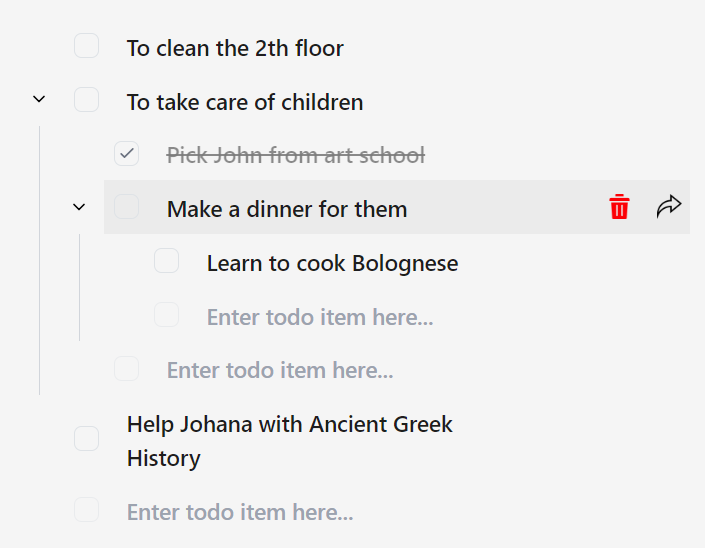 To clean the 2th floor
To take care of children
Pick John from art school
Make a dinner for them
Learn to cook Bolognese
Enter todo item here...
Enter todo item here...
Help Johana with Ancient Greek
History
Enter todo item here...